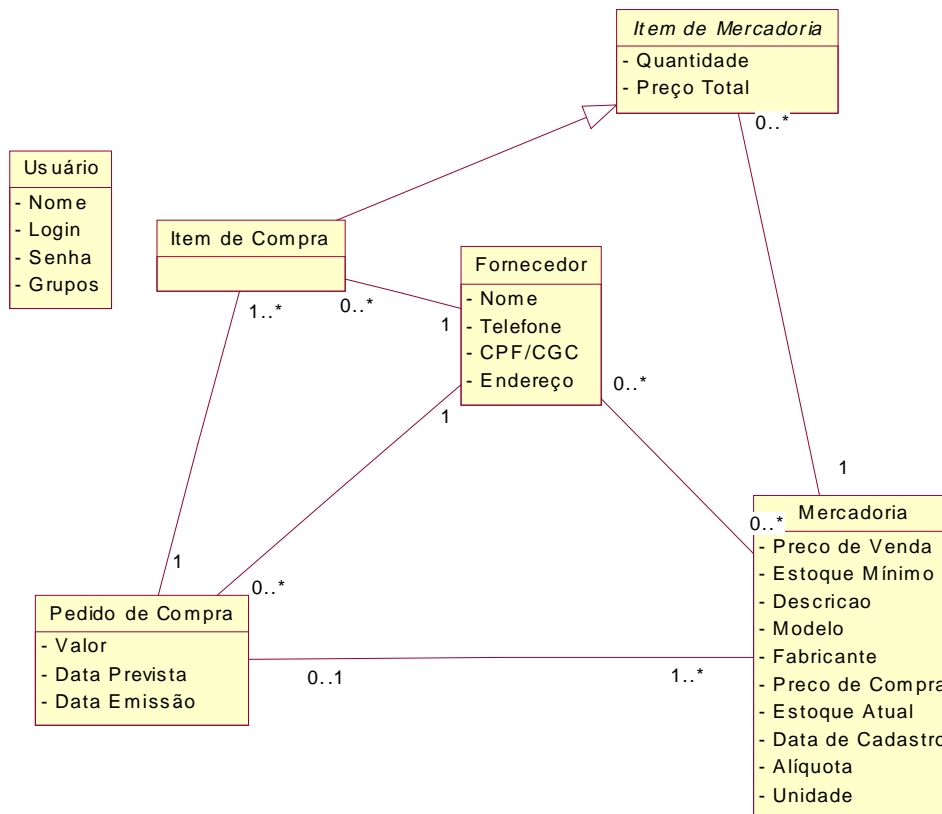 Item de Mercadoria
- Quantidade
- Preço Total
0..*
Usuário
- Nome
- Login
- Senha
- Grupos
Item de Compra
1..*
0..*
Fornecedor
- Nome
- Telefone
- CPF/CGC
- Endereço
1
1
0..*
1
0..*
Mercadoria
- Preco de Venda
- Estoque Mínimo
- Descricao
- Modelo
- Fabricante
- Preco de Compra
- Estoque Atual
- Data de Cadastro
- Alíquota
- Unidade
1
0..*
Pedido de Compra
- Valor
- Data Prevista
- Data Emissão
0..1
1..*